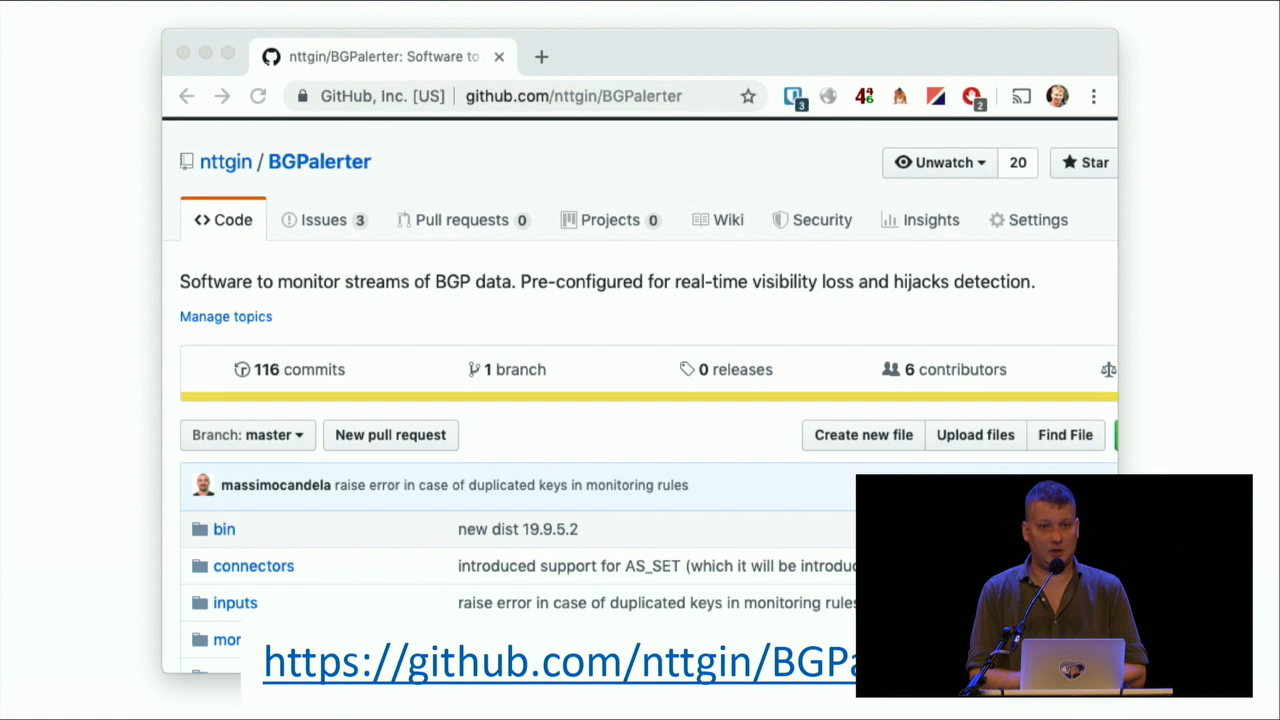 nttgin/BGPalerter: Software to
GitHub, Inc. [US] github.com/nttgin/BGPalerter 3 2
nttgin / BGPalerter Unwatch 20 Star
Code Issues 3 Pull requests 0 Projects 0 Wiki Security Insights Settings
Software to monitor streams of BGP data. Pre-configured for real-time visibility loss and hijacks detection.
Manage topics
116 commits 1 branch 0 releases 6 contributors
Branch: master New pull request Create new file Upload files Find File
massimocandela raise error in case of duplicated keys in monitoring rules
bin new dist 19.9.5.2
connectors introduced support for AS_SET (which it will be introduc
inputs raise error in case of duplicated keys in monitoring rules
mor
https://github.com/nttgin/BGPa